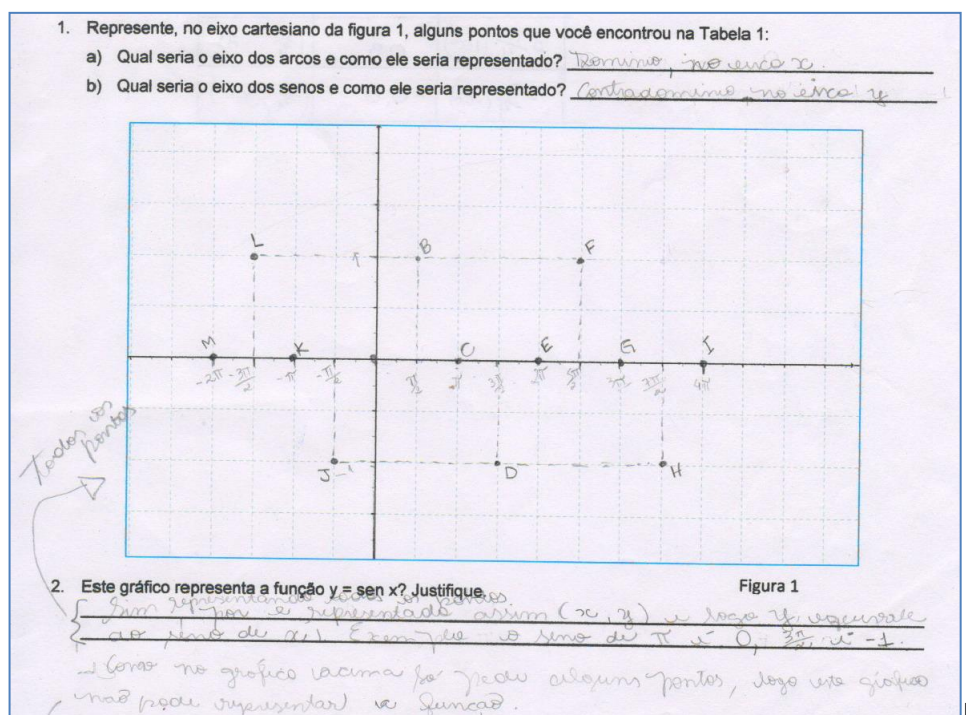 1. Represente, no eixo cartesiano da figura 1, alguns pontos que você encontrou na Tabela 1:
a) Qual seria o eixo dos arcos e como ele seria representado? Domínio, no eixo x.
b) Qual seria o eixo dos senos e como ele seria representado? Contradomínio, no eixo y
L B F
1
M K C E G I
-2π -3π/2 -π -π/2 π/2 π 3π/2 2π 5π/2 3π 4π
J -1 D H
Todos os
pontos
2. Este gráfico representa a função y = sen x? Justifique.
Figura 1
Sim representando todos os pontos
por é representado assim (x, y) e logo y equivale
ao seno de x, Exemplo o seno de π é 0, 3π/2 é -1.
Como no gráfico acima só pede alguns pontos, logo este gráfico
não pode representar a função.